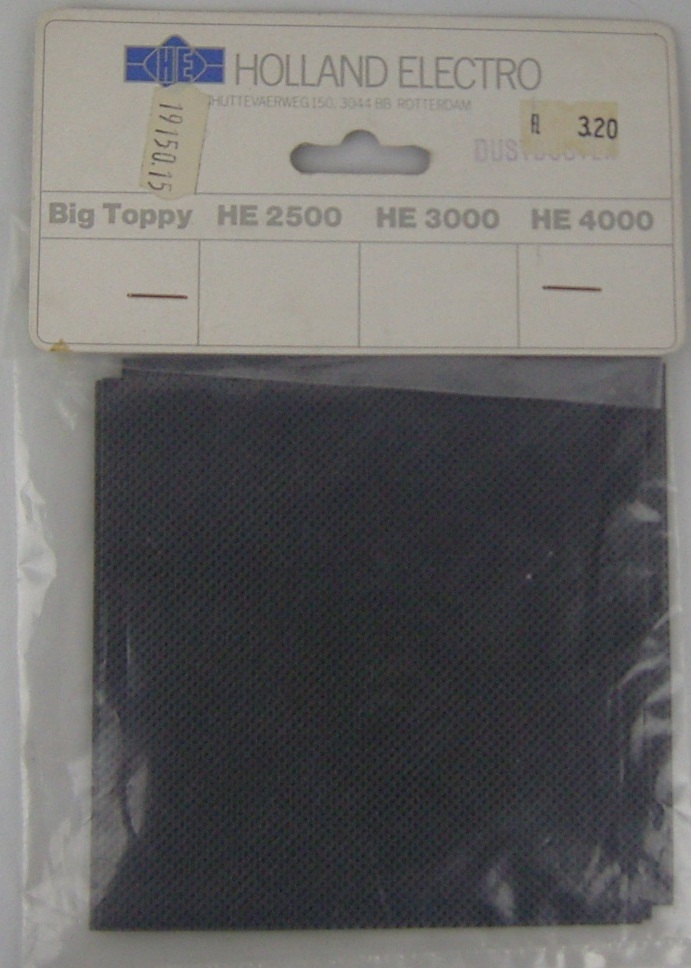 HE HOLLAND ELECTRO
150, 3044 BB ROTTERDAM
19150.15
fl 3.20
Big Toppy HE 2500 HE 3000 HE 4000